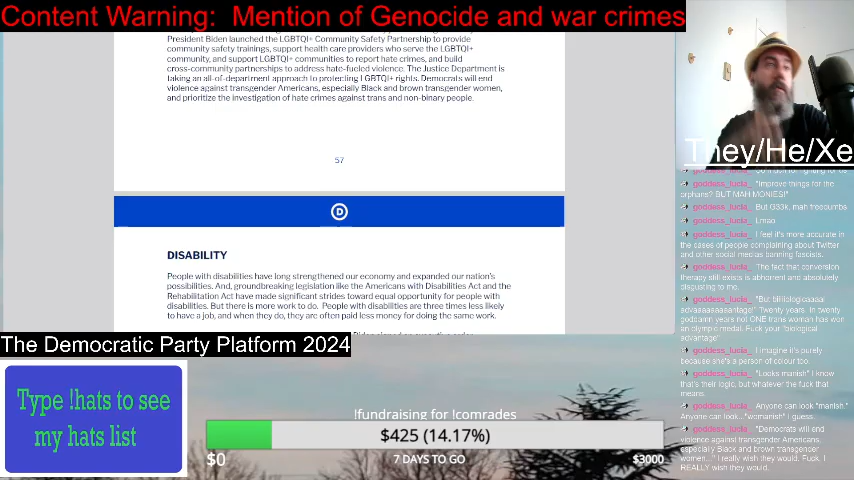 Content Warning: Mention of Genocide and war crimes
President Biden launched the LGBTQI+ Community Safety Partnership to provide
community safety trainings, support health care providers who serve the LGBTQI+
community, and support LGBTQI+ communities to report hate crimes, and build
cross-community partnerships to address hate-fueled violence. The Justice Department is
taking an all-of-department approach to protecting LGBTQI+ rights. Democrats will end
violence against transgender Americans, especially Black and brown transgender women,
and prioritize the investigation of hate crimes against trans and non-binary people.
57
D
DISABILITY
People with disabilities have long strengthened our economy and expanded our nation's
possibilities. And, groundbreaking legislation like the Americans with Disabilities Act and the
Rehabilitation Act have made significant strides toward equal opportunity for people with
disabilities. But there is more work to do. People with disabilities are three times less likely
to have a job, and when they do, they are often paid less money for doing the same work.
The Democratic Party Platform 2024
Type !hats to see
my hats list
!fundraising for !comrades
$425 (14.17%)
$0
7 DAYS TO GO
$3000
They/He/Xe
goddess_lucia_
goddess_lucia_ "Improve things for the
orphans? BUT MAH MONIES!"
goddess_lucia_ But G33k, mah freedumbs
goddess_lucia_ Lmao
goddess_lucia_ I feel it's more accurate in
the cases of people complaining about Twitter
and other social medias banning fascists.
goddess_lucia_ The fact that conversion
therapy still exists is abhorrent and absolutely
disgusting to me.
goddess_lucia_ "But
Twenty years. In twenty
goddamn years not ONE trans woman has won
an olympic medal. Fuck your "biological
advantage"
goddess_lucia_ I imagine it's purely
because she's a person of colour too.
goddess_lucia_ "Looks manish" I know
that's their logic, but whatever the fuck that
means.
goddess_lucia_ Anyone can look "manish."
Anyone can look.. "womanish" I guess.
goddess_lucia_ "Democrats will end
violence against transgender Americans,
especially Black and brown transgender
women..." I really wish they would. Fuck. I
REALLY wish they would.